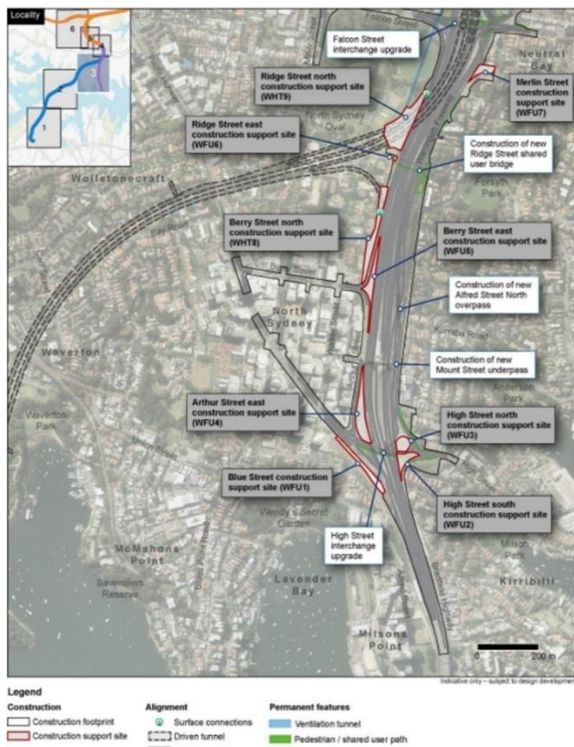 Locality
6
3
1
Falcon Street
Falcon Street
interchange upgrade
Neutral
Bay
Ridge Street north
construction support site
(WHT9)
Merlin Street
construction
support site
(WFU7)
North Sydney
Oval
Ridge Street east
construction support site
(WFU6)
Construction of new
Ridge Street shared
user bridge
Wollstonecraft
Forsyth
Park
Berry Street north
construction support site
(WHT8)
Berry Street east
construction support site
(WFU5)
North
Sydney
Construction of new
Alfred Street North
overpass
Waverton
Construction of new
Mount Street underpass
Anderson
Park
Waverton
Park
Arthur Street east
construction support site
(WFU4)
High Street north
construction support site
(WFU3)
Blue Street construction
support site (WFU1)
High Street south
construction support site
(WFU2)
Wendy's Secret
Garden
High Street
interchange
upgrade
McMahons
Point
Milson
Park
Sawmillers
Reserve
Kirribilli
Lavender
Bay
Milsons
Point
200 m
Indicative only – subject to design development
Legend
Construction
Construction footprint
Construction support site
Alignment
Surface connections
Driven tunnel
Permanent features
Ventilation tunnel
Pedestrian / shared user path